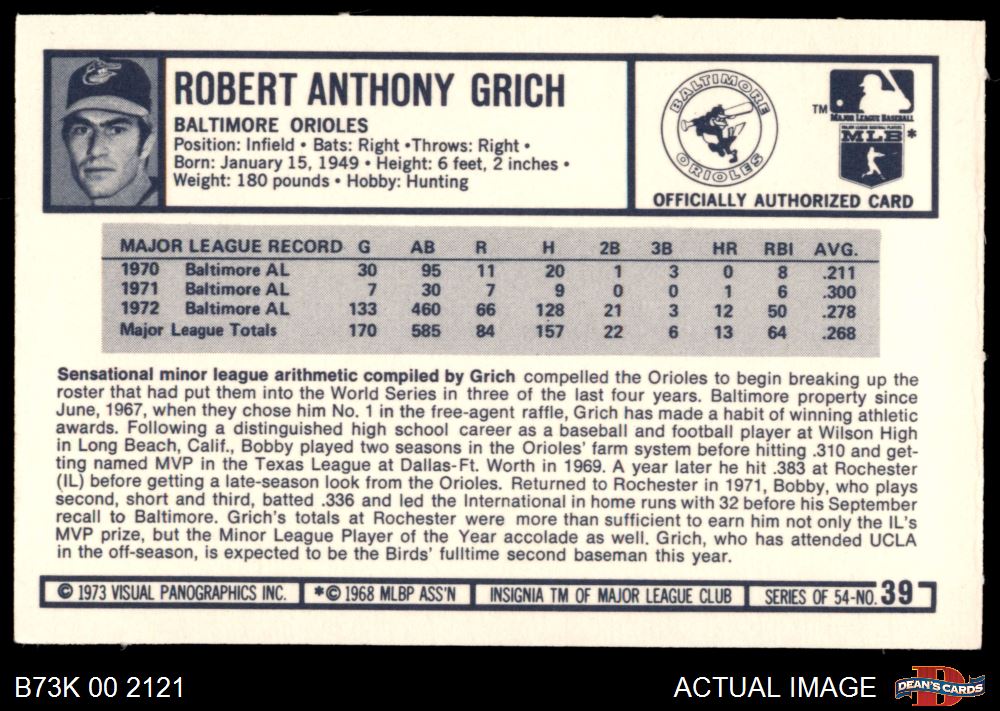 ROBERT ANTHONY GRICH
BALTIMORE ORIOLES
Position: Infield • Bats: Right •Throws: Right •
Born: January 15, 1949 • Height: 6 feet, 2 inches •
Weight: 180 pounds • Hobby: Hunting
BALTIMORE
ORIOLES
TM
MAJOR LEAGUE BASEBALL
MAJOR LEAGUE BASEBALL PLAYERS
MLB*
OFFICIALLY AUTHORIZED CARD
MAJOR LEAGUE RECORD G AB R H 2B 3B HR RBI AVG.
1970 Baltimore AL 30 95 11 20 1 3 0 8 .211
1971 Baltimore AL 7 30 7 9 0 0 1 6 .300
1972 Baltimore AL 133 460 66 128 21 3 12 50 .278
Major League Totals 170 585 84 157 22 6 13 64 .268
Sensational minor league arithmetic compiled by Grich compelled the Orioles to begin breaking up the
roster that had put them into the World Series in three of the last four years. Baltimore property since
June, 1967, when they chose him No. 1 in the free-agent raffle, Grich has made a habit of winning athletic
awards. Following a distinguished high school career as a baseball and football player at Wilson High
in Long Beach, Calif., Bobby played two seasons in the Orioles' farm system before hitting .310 and get-
ting named MVP in the Texas League at Dallas-Ft. Worth in 1969. A year later he hit .383 at Rochester
(IL) before getting a late-season look from the Orioles. Returned to Rochester in 1971, Bobby, who plays
second, short and third, batted .336 and led the International in home runs with 32 before his September
recall to Baltimore. Grich's totals at Rochester were more than sufficient to earn him not only the IL's
MVP prize, but the Minor League Player of the Year accolade as well. Grich, who has attended UCLA
in the off-season, is expected to be the Birds' fulltime second baseman this year.
© 1973 VISUAL PANOGRAPHICS INC. *© 1968 MLBP ASS'N INSIGNIA TM OF MAJOR LEAGUE CLUB SERIES OF 54-NO. 39
B73K 00 2121 ACTUAL IMAGE DEAN'S CARDS